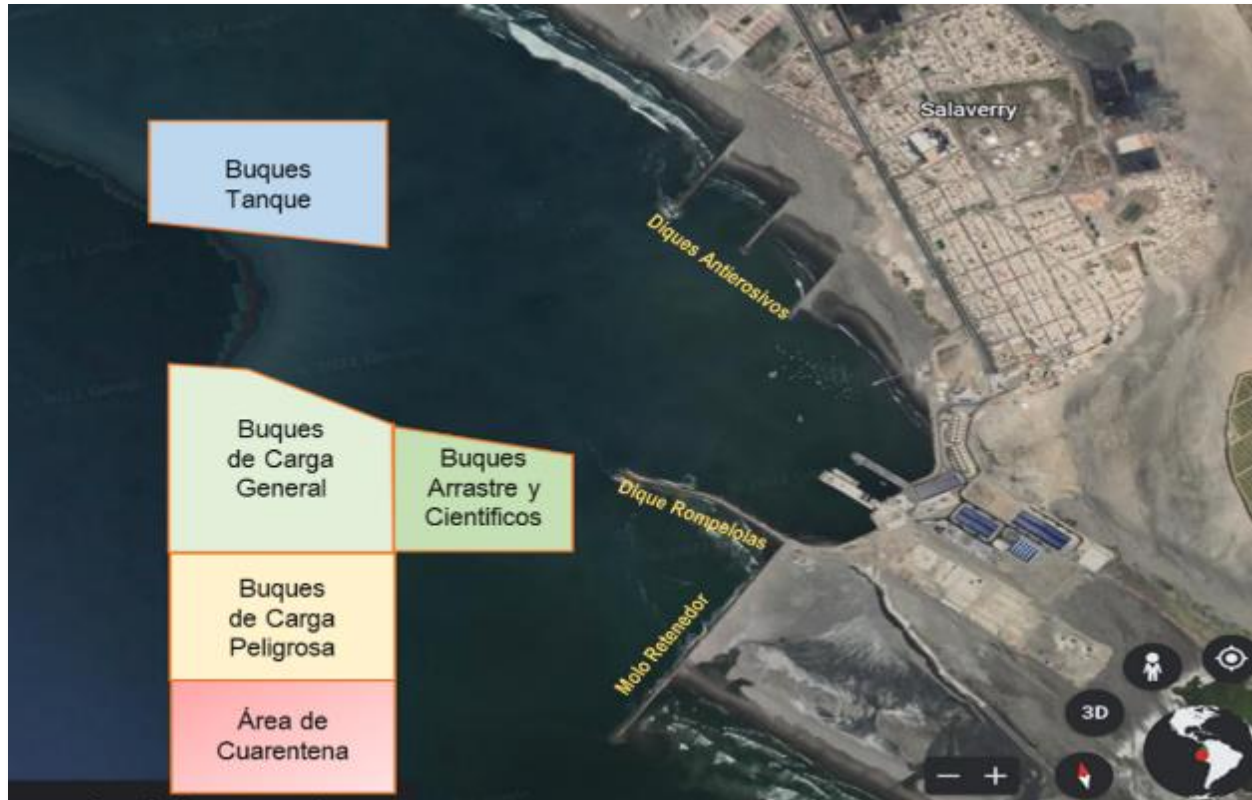 Salaverry
Buques
Tanque
Diques Antierosivos
Buques
de Carga
General
Buques
Arrastre y
Cientificos
Dique Rompelolas
Buques
de Carga
Peligrosa
Molo Retenedor
Área de
Cuarentena
3D